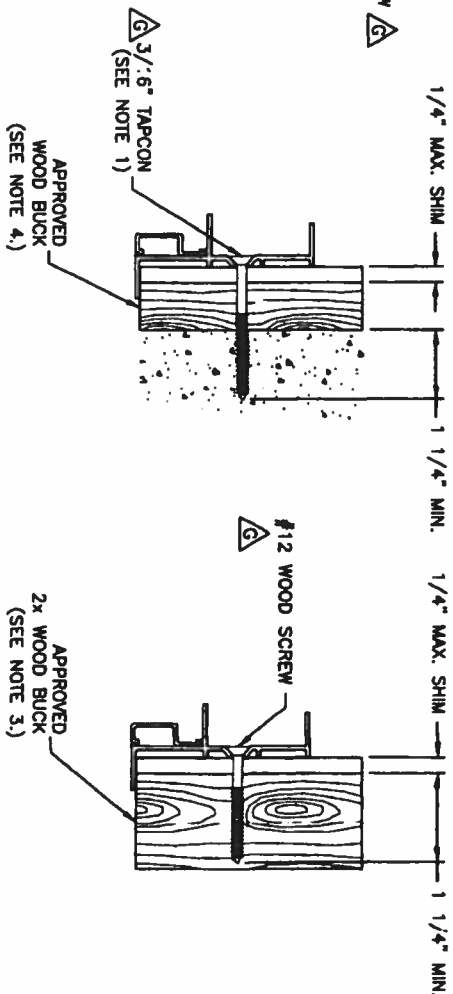 1/4" MAX. SHIM
1 1/4" MIN.
G
G 3/:6" TAPCON
(SEE NOTE 1)
APPROVED
WOOD BUCK
(SEE NOTE 4.)
1/4" MAX. SHIM
1 1/4" MIN.
#12 WOOD SCREW
G
APPROVED
2x WOOD BUCK
(SEE NOTE 3.)